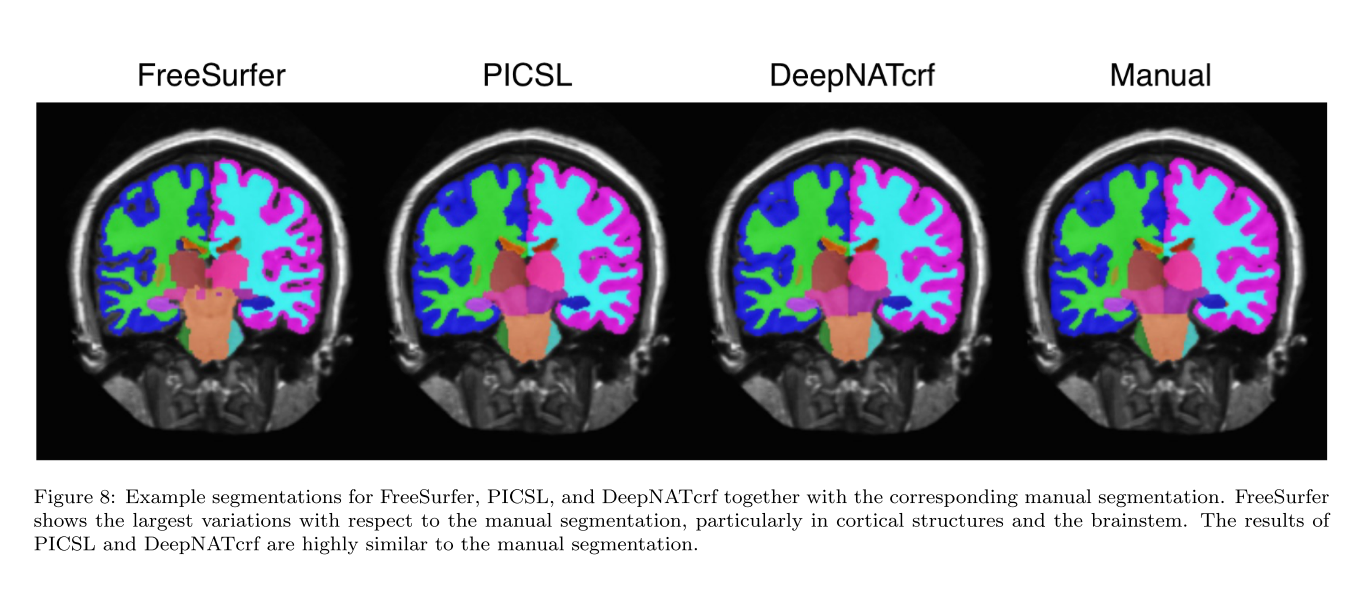 FreeSurfer PICSL DeepNATcrf Manual
Figure 8: Example segmentations for FreeSurfer, PICSL, and DeepNATcrf together with the corresponding manual segmentation. FreeSurfer
shows the largest variations with respect to the manual segmentation, particularly in cortical structures and the brainstem. The results of
PICSL and DeepNATcrf are highly similar to the manual segmentation.